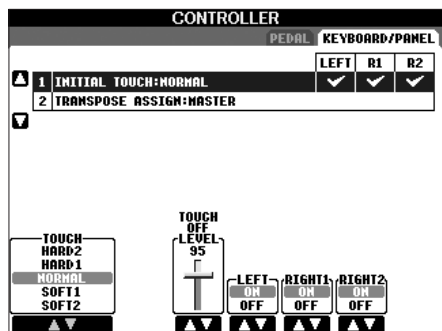 CONTROLLER
PEDAL KEYBOARD/PANEL
LEFT R1 R2
1 INITIAL TOUCH:NORMAL
2 TRANSPOSE ASSIGN:MASTER
TOUCH
HARD2
HARD1
NORMAL
SOFT1
SOFT2
TOUCH
OFF
LEVEL
95
LEFT
ON
OFF
RIGHT1
ON
OFF
RIGHT2
ON
OFF